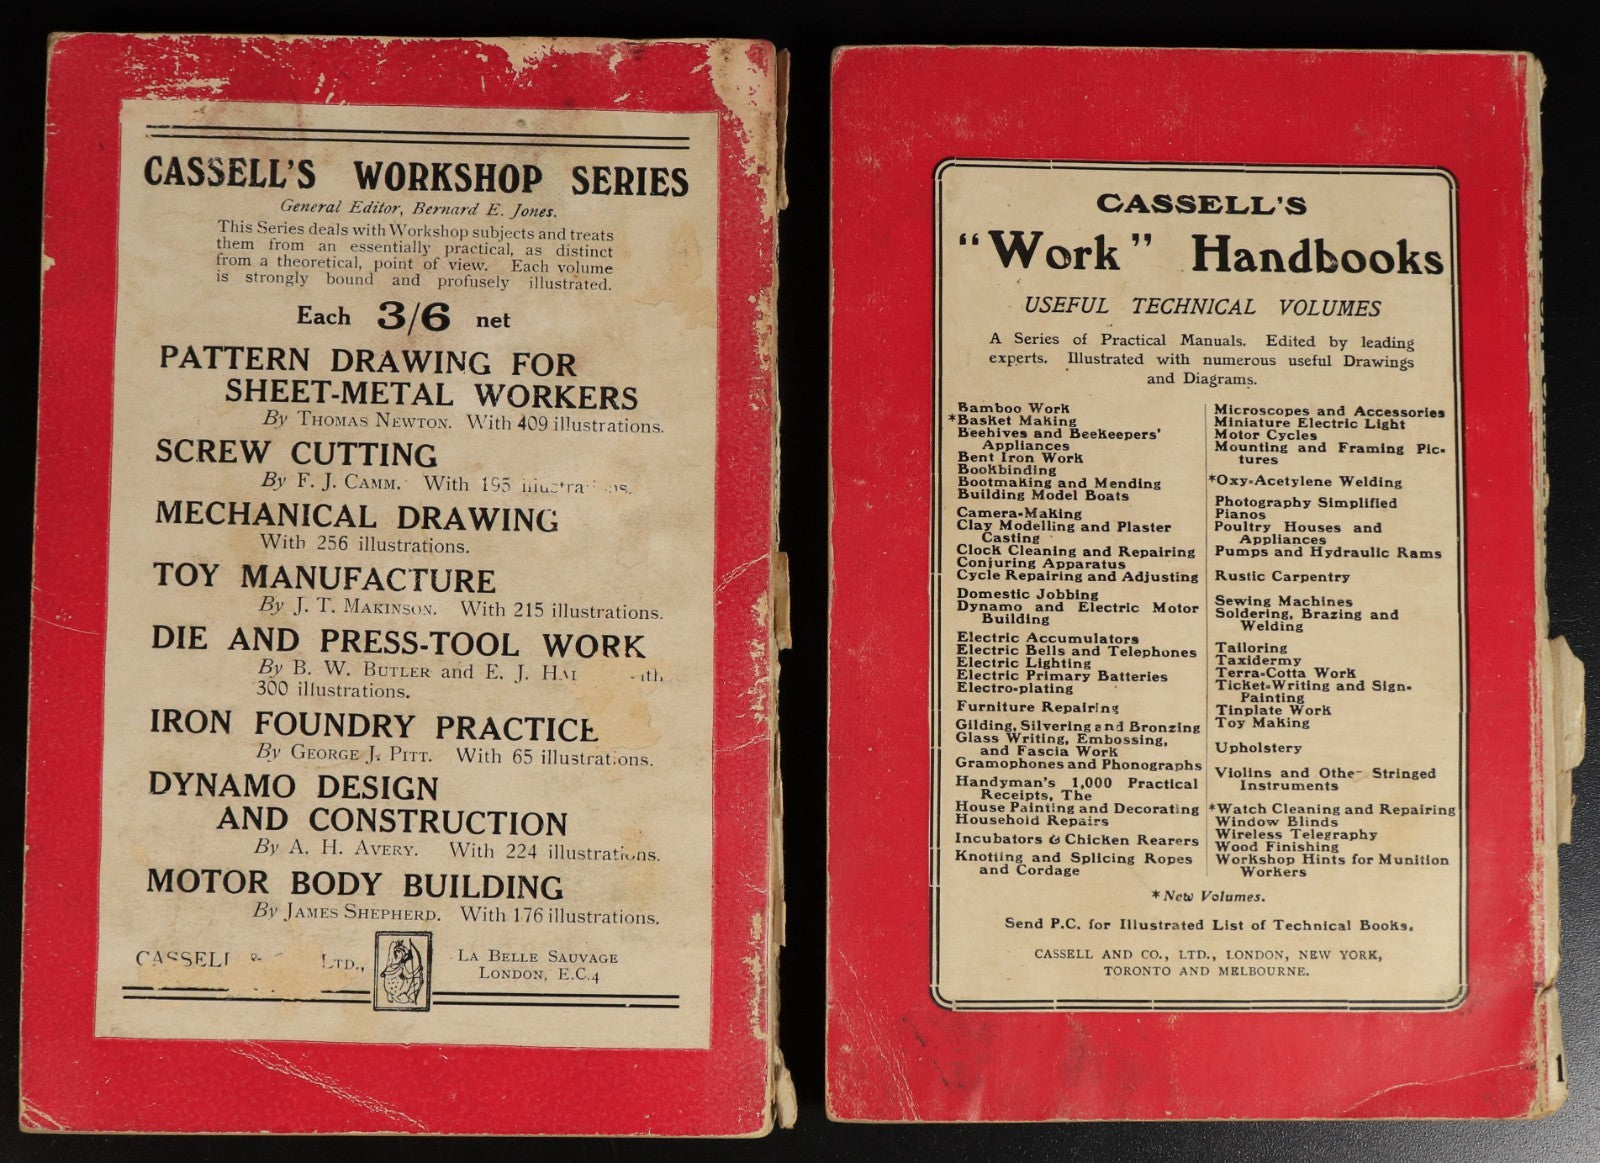 CASSELL'S WORKSHOP SERIES
General Editor, Bernard E. Jones.
This Series deals with Workshop subjects and treats
them from an essentially practical, as distinct
from a theoretical, point of view. Each volume
is strongly bound and profusely illustrated.
Each 3/6 net
PATTERN DRAWING FOR
SHEET-METAL WORKERS
By THOMAS NEWTON. With 409 illustrations.
SCREW CUTTING
By F. J. CAMM. With 195
MECHANICAL DRAWING
With 256 illustrations.
TOY MANUFACTURE
By J. T. MAKINSON. With 215 illustrations.
DIE AND PRESS-TOOL WORK
By B. W. BUTLER and E. J.
300 illustrations.
IRON FOUNDRY PRACTICE
By GEORGE J. PITT. With 65 illustrations.
DYNAMO DESIGN
AND CONSTRUCTION
By A. H. AVERY. With 224 illustrations.
MOTOR BODY BUILDING
By JAMES SHEPHERD. With 176 illustrations.
CASSELL & LTD.,
LA BELLE SAUVAGE
LONDON, E.C.4
CASSELL'S
"Work" Handbooks
USEFUL TECHNICAL VOLUMES
A Series of Practical Manuals. Edited by leading
experts. Illustrated with numerous useful Drawings
and Diagrams.
Bamboo Work
*Basket Making
Beehives and Beekeepers'
Appliances
Bent Iron Work
Bookbinding
Bootmaking and Mending
Building Model Boats
Camera-Making
Clay Modelling and Plaster
Casting
Clock Cleaning and Repairing
Conjuring Apparatus
Cycle Repairing and Adjusting
Domestic Jobbing
Dynamo and Electric Motor
Building
Electric Accumulators
Electric Bells and Telephones
Electric Lighting
Electric Primary Batteries
Electro-plating
Furniture Repairing
Gilding, Silvering and Bronzing
Glass Writing, Embossing,
and Fascia Work
Gramophones and Phonographs
Handyman's 1,000 Practical
Receipts, The
House Painting and Decorating
Household Repairs
Incubators & Chicken Rearers
Knotting and Splicing Ropes
and Cordage
Microscopes and Accessories
Miniature Electric Light
Motor Cycles
Mounting and Framing Pic-
tures
*Oxy-Acetylene Welding
Photography Simplified
Pianos
Poultry Houses and
Appliances
Pumps and Hydraulic Rams
Rustic Carpentry
Sewing Machines
Soldering, Brazing and
Welding
Tailoring
Taxidermy
Terra-Cotta Work
Ticket-Writing and Sign-
Painting
Tinplate Work
Toy Making
Upholstery
Violins and Other Stringed
Instruments
*Watch Cleaning and Repairing
Window Blinds
Wireless Telegraphy
Wood Finishing
Workshop Hints for Munition
Workers
* New Volumes.
Send P.C. for Illustrated List of Technical Books.
CASSELL AND CO., LTD., LONDON, NEW YORK,
TORONTO AND MELBOURNE.
1